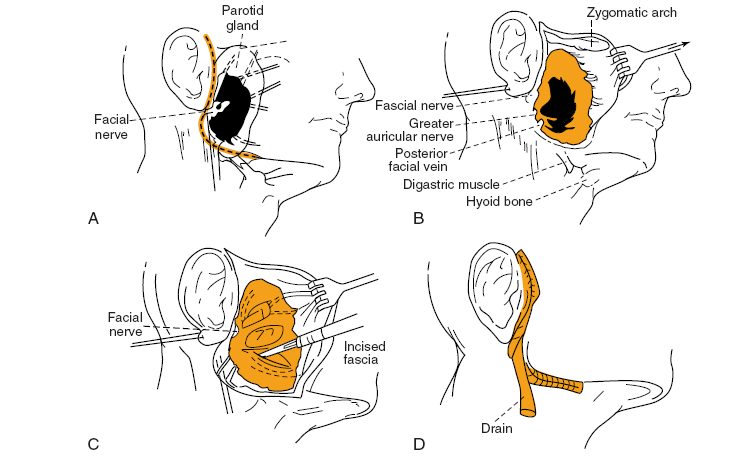 Parotid
gland
Facial
nerve
A
Zygomatic arch
Fascial nerve
Greater
auricular nerve
Posterior
facial vein
Digastric muscle
Hyoid bone
B
Facial
nerve
Incised
fascia
C
Drain
D